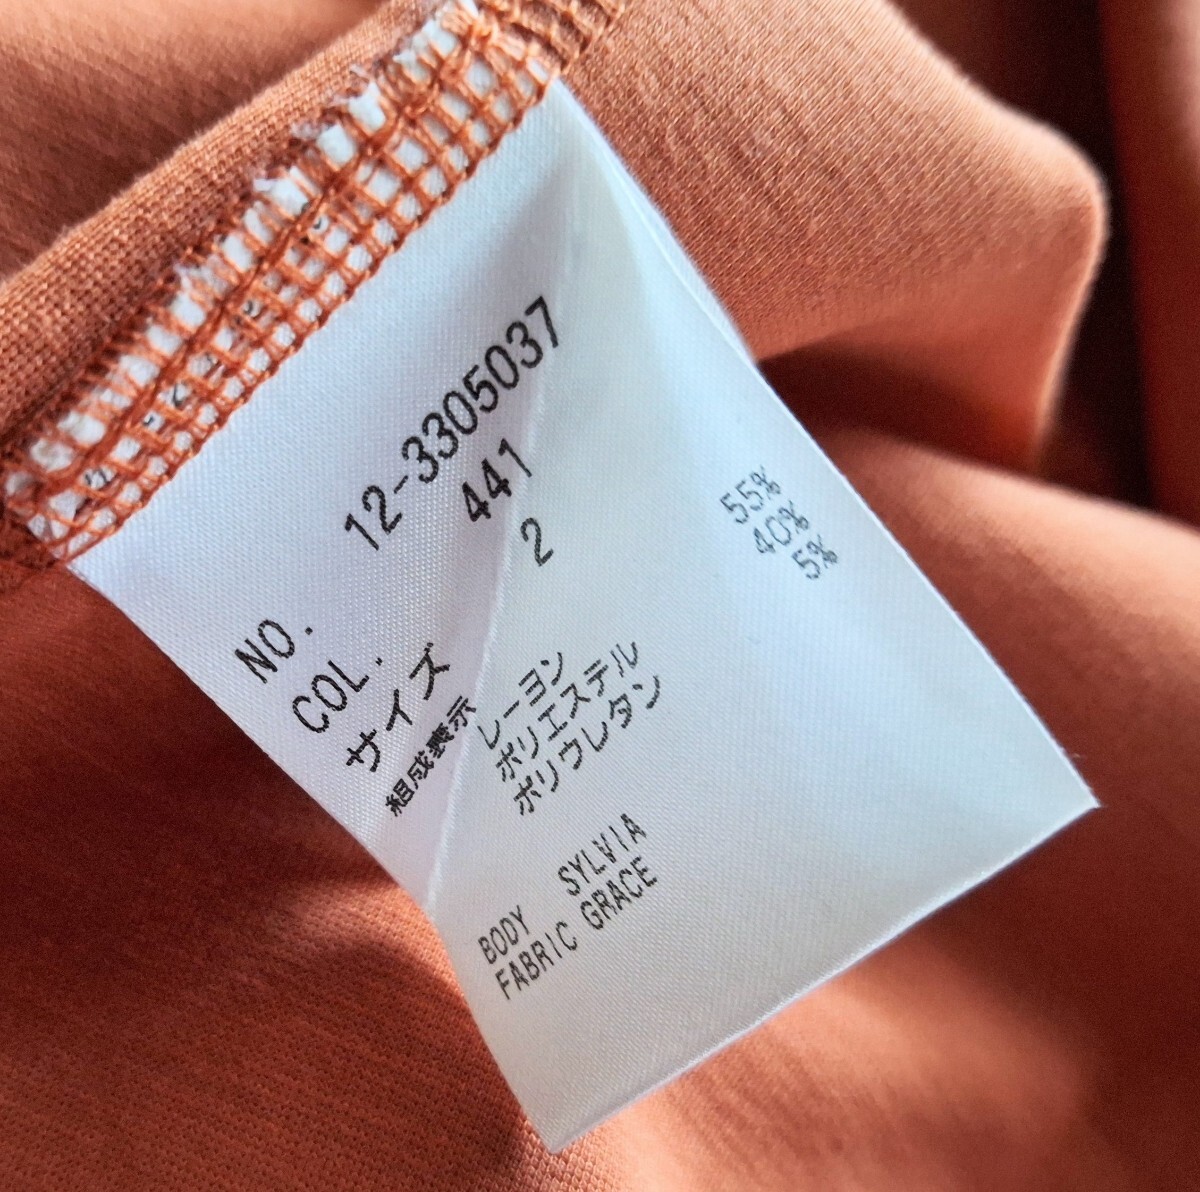 NO. 12-3305037
COL. 441
サイズ 2
組成表示
レーヨン 55%
ポリエステル 40%
ポリウレタン 5%
BODY SYLVIA
FABRIC GRACE